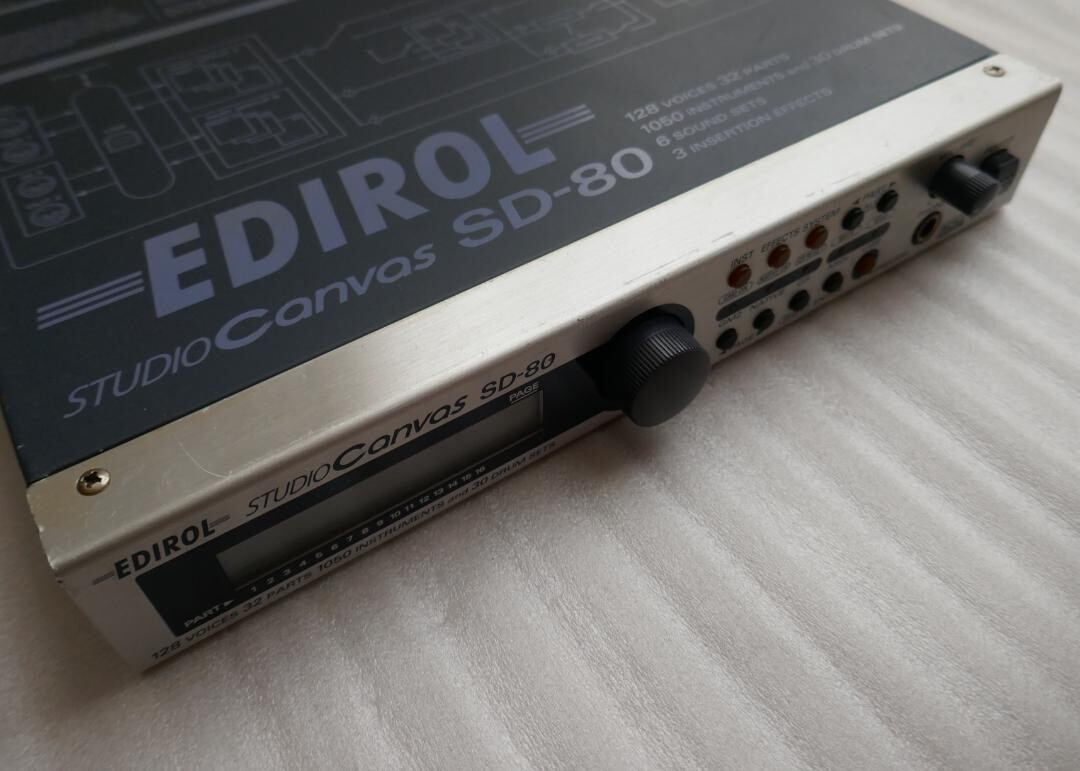 EDIROL
STUDIO Canvas SD-80
128 VOICES 32 PARTS
1050 INSTRUMENTS and 30 DRUM SETS
6 SOUND SETS
3 INSERTION EFFECTS
EDIROL
STUDIO Canvas SD-80
PAGE
PART 1 2 3 4 5 6 7 8 9 10 11 12 13 14 15 16
128 VOICES 32 PARTS 1050 INSTRUMENTS and 30 DRUM SETS
INST EFFECTS SYSTEM
PART
GM2 NATIVE